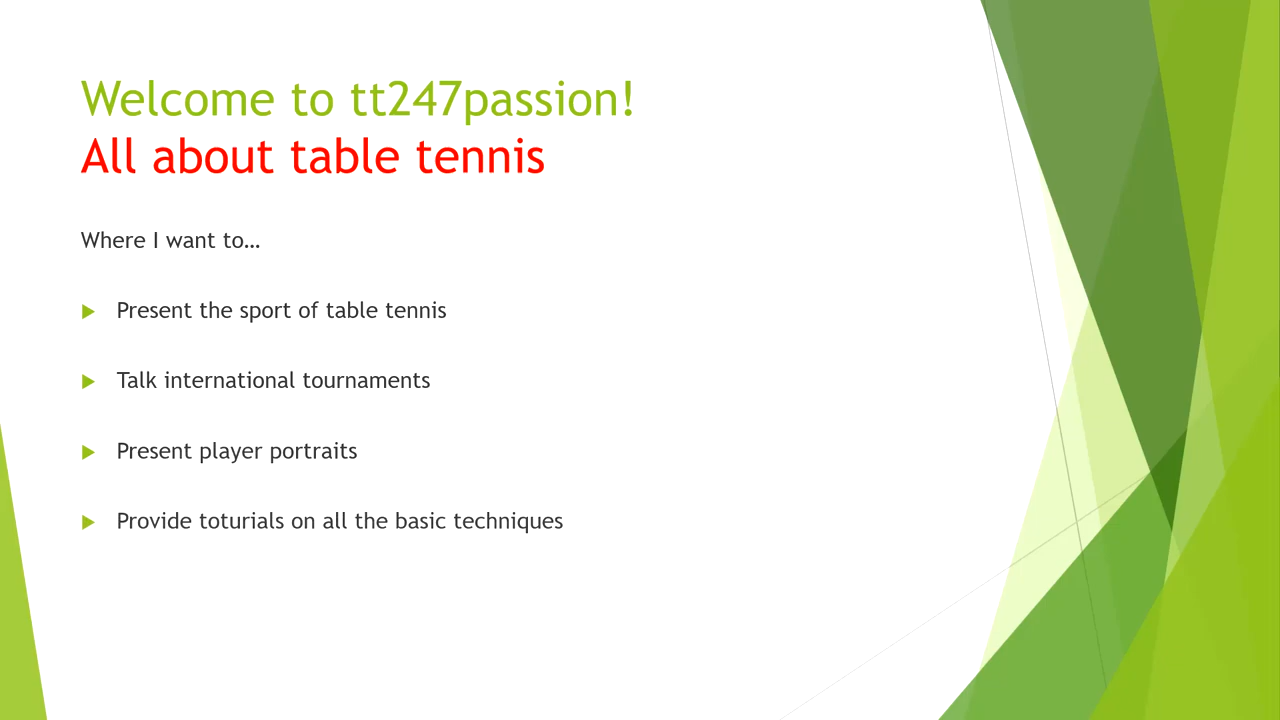 Welcome to tt247passion!
All about table tennis
Where I want to…
Present the sport of table tennis
Talk international tournaments
Present player portraits
Provide toturials on all the basic techniques